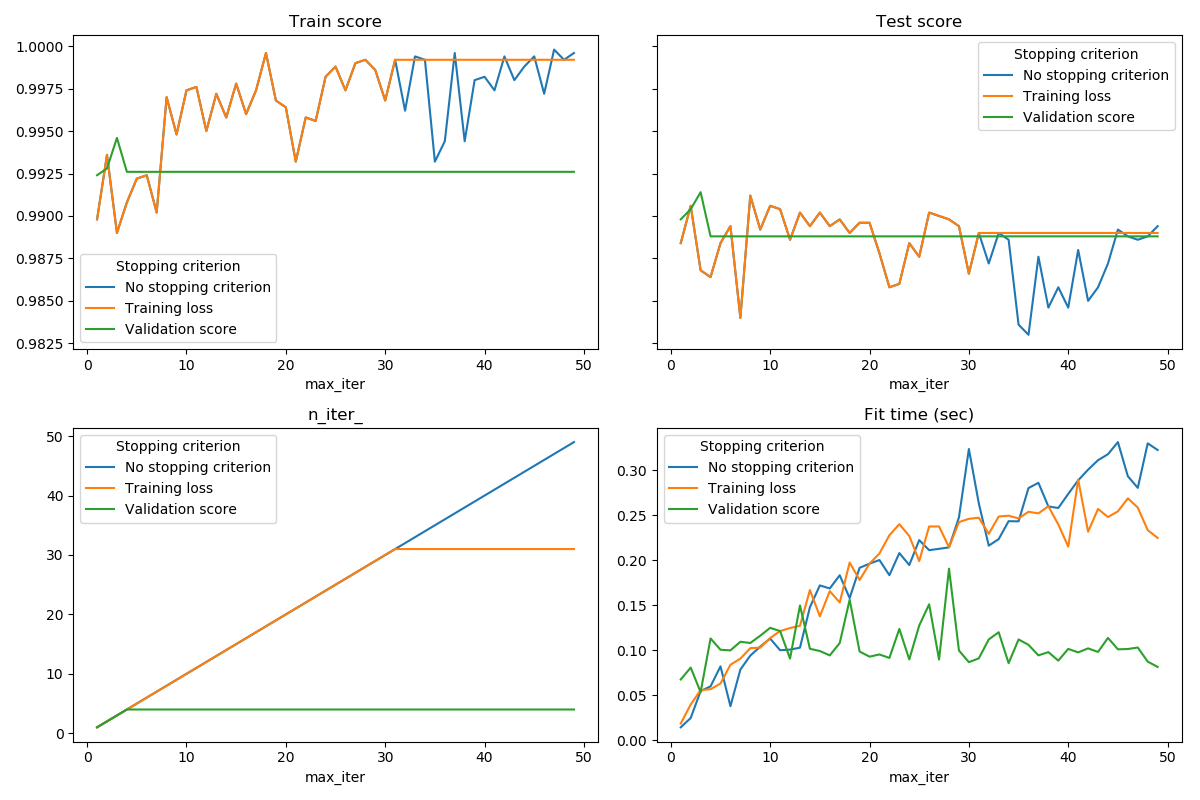 Train score
1.0000
0.9975
0.9950
0.9925
0.9900
0.9875
0.9850
0.9825
Stopping criterion
No stopping criterion
Training loss
Validation score
0 10 20 30 40 50
max_iter
Test score
Stopping criterion
No stopping criterion
Training loss
Validation score
0 10 20 30 40 50
max_iter
n_iter_
50
40
30
20
10
0
Stopping criterion
No stopping criterion
Training loss
Validation score
0 10 20 30 40 50
max_iter
Fit time (sec)
0.30
0.25
0.20
0.15
0.10
0.05
0.00
Stopping criterion
No stopping criterion
Training loss
Validation score
0 10 20 30 40 50
max_iter